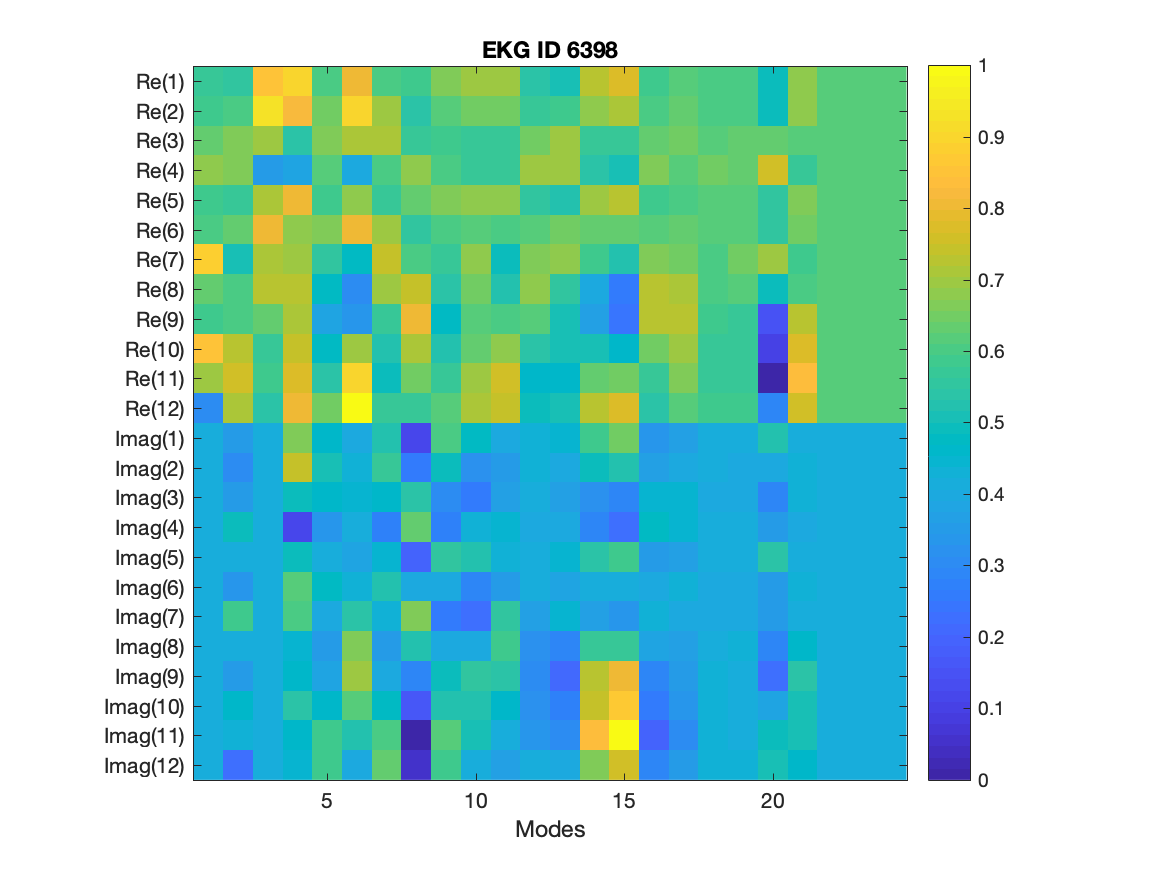 EKG ID 6398
Re(1)
Re(2)
Re(3)
Re(4)
Re(5)
Re(6)
Re(7)
Re(8)
Re(9)
Re(10)
Re(11)
Re(12)
Imag(1)
Imag(2)
Imag(3)
Imag(4)
Imag(5)
Imag(6)
Imag(7)
Imag(8)
Imag(9)
Imag(10)
Imag(11)
Imag(12)
5 10 15 20
Modes
1
0.9
0.8
0.7
0.6
0.5
0.4
0.3
0.2
0.1
0